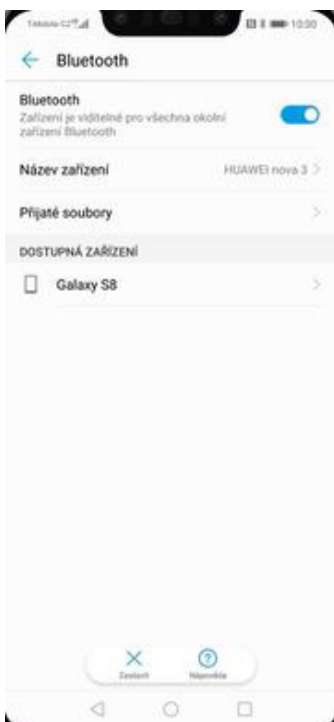 T-Mobile CZ 10:30
Bluetooth
Bluetooth
Zařízení je viditelné pro všechna okolní
zařízení Bluetooth
Název zařízení HUAWEI nova 3
Přijaté soubory
DOSTUPNÁ ZAŘÍZENÍ
Galaxy S8
Zastavit Nápověda